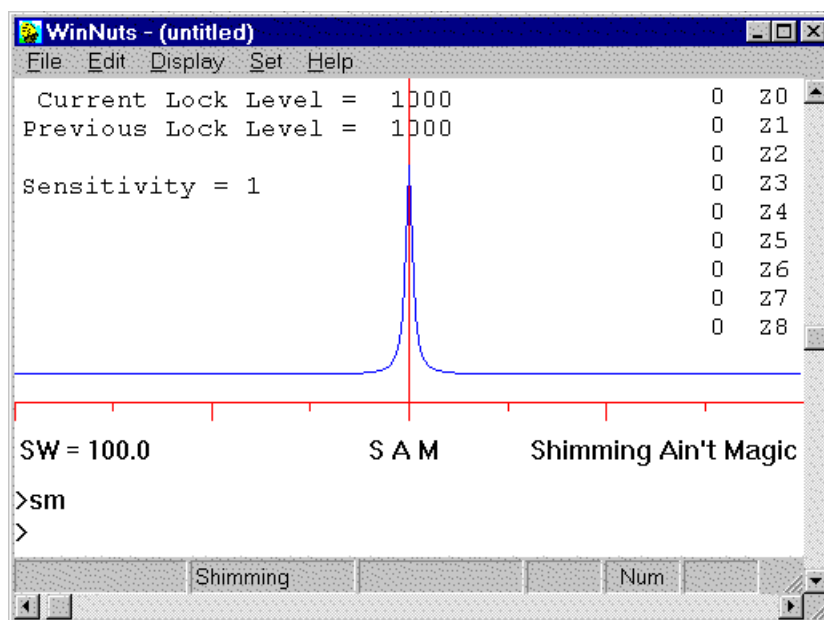 WinNuts - (untitled)
File Edit Display Set Help
Current Lock Level = 1000 0 Z0
Previous Lock Level = 1000 0 Z1
0 Z2
Sensitivity = 1 0 Z3
0 Z4
0 Z5
0 Z6
0 Z7
0 Z8
SW = 100.0 S A M Shimming Ain't Magic
>sm
>
Shimming Num